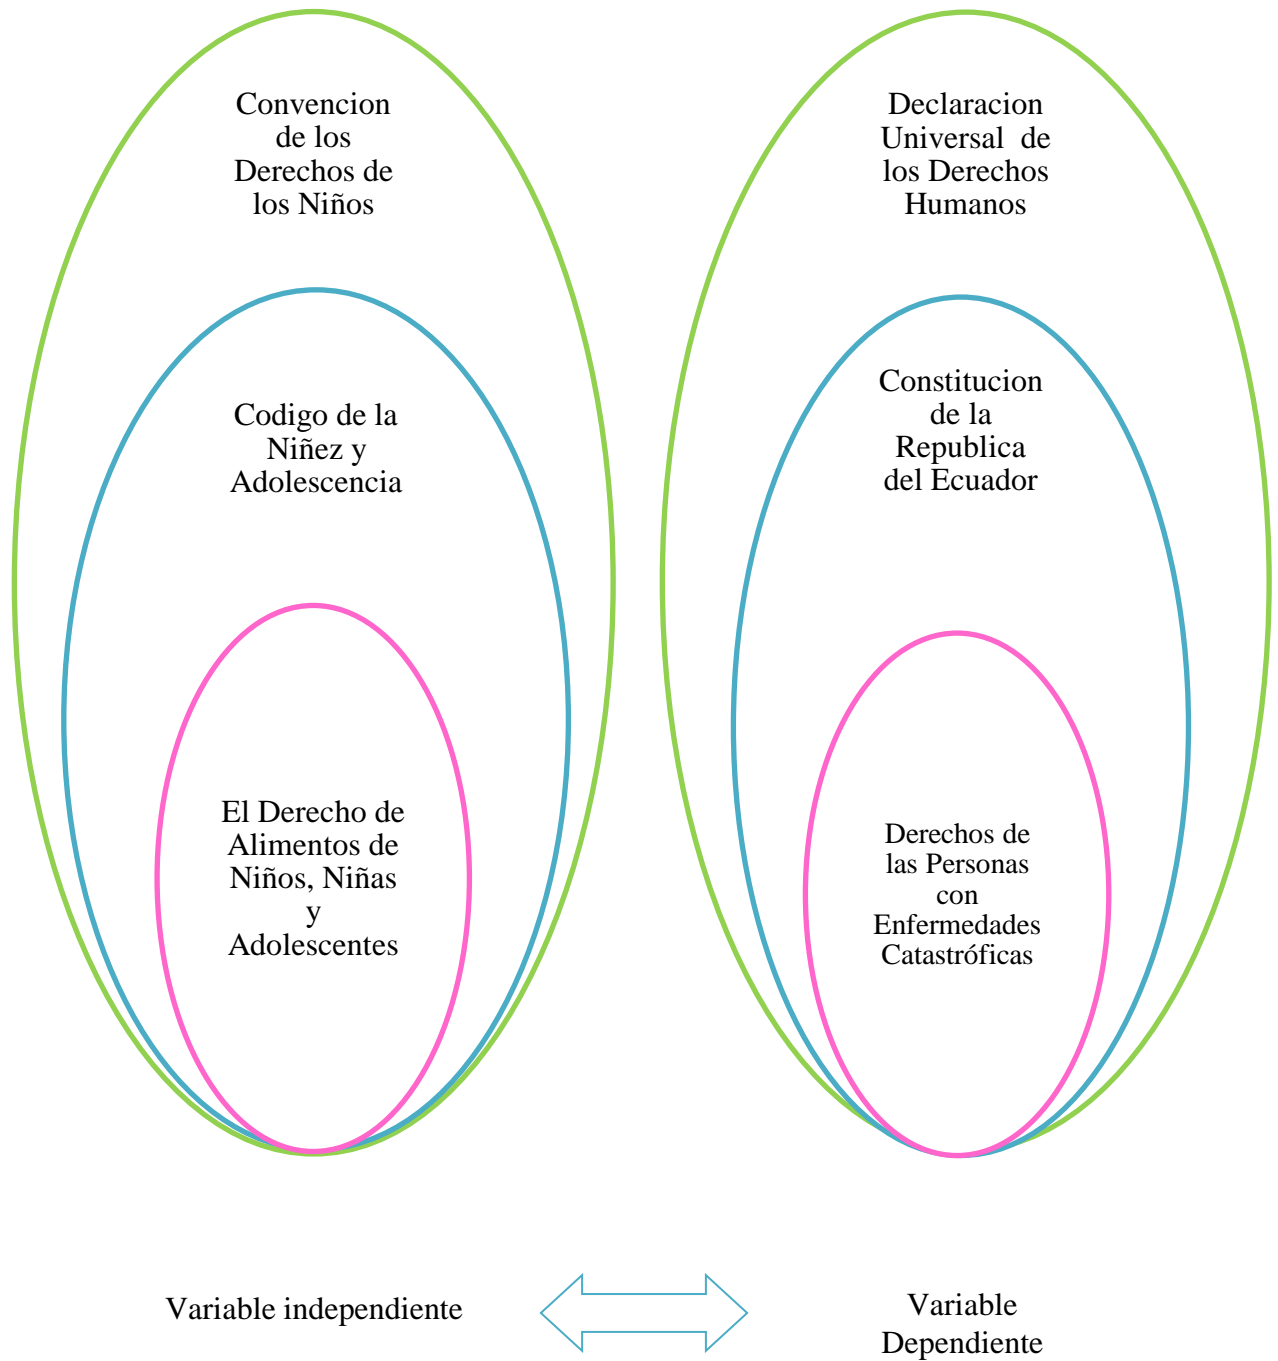 Convencion
de los
Derechos de
los Niños
Codigo de la
Niñez y
Adolescencia
El Derecho de
Alimentos de
Niños, Niñas
y
Adolescentes
Declaracion
Universal  de
los Derechos
Humanos
Constitucion
de la
Republica
del Ecuador
Derechos de
las Personas
con
Enfermedades
Catastróficas
Variable independiente
Variable
Dependiente